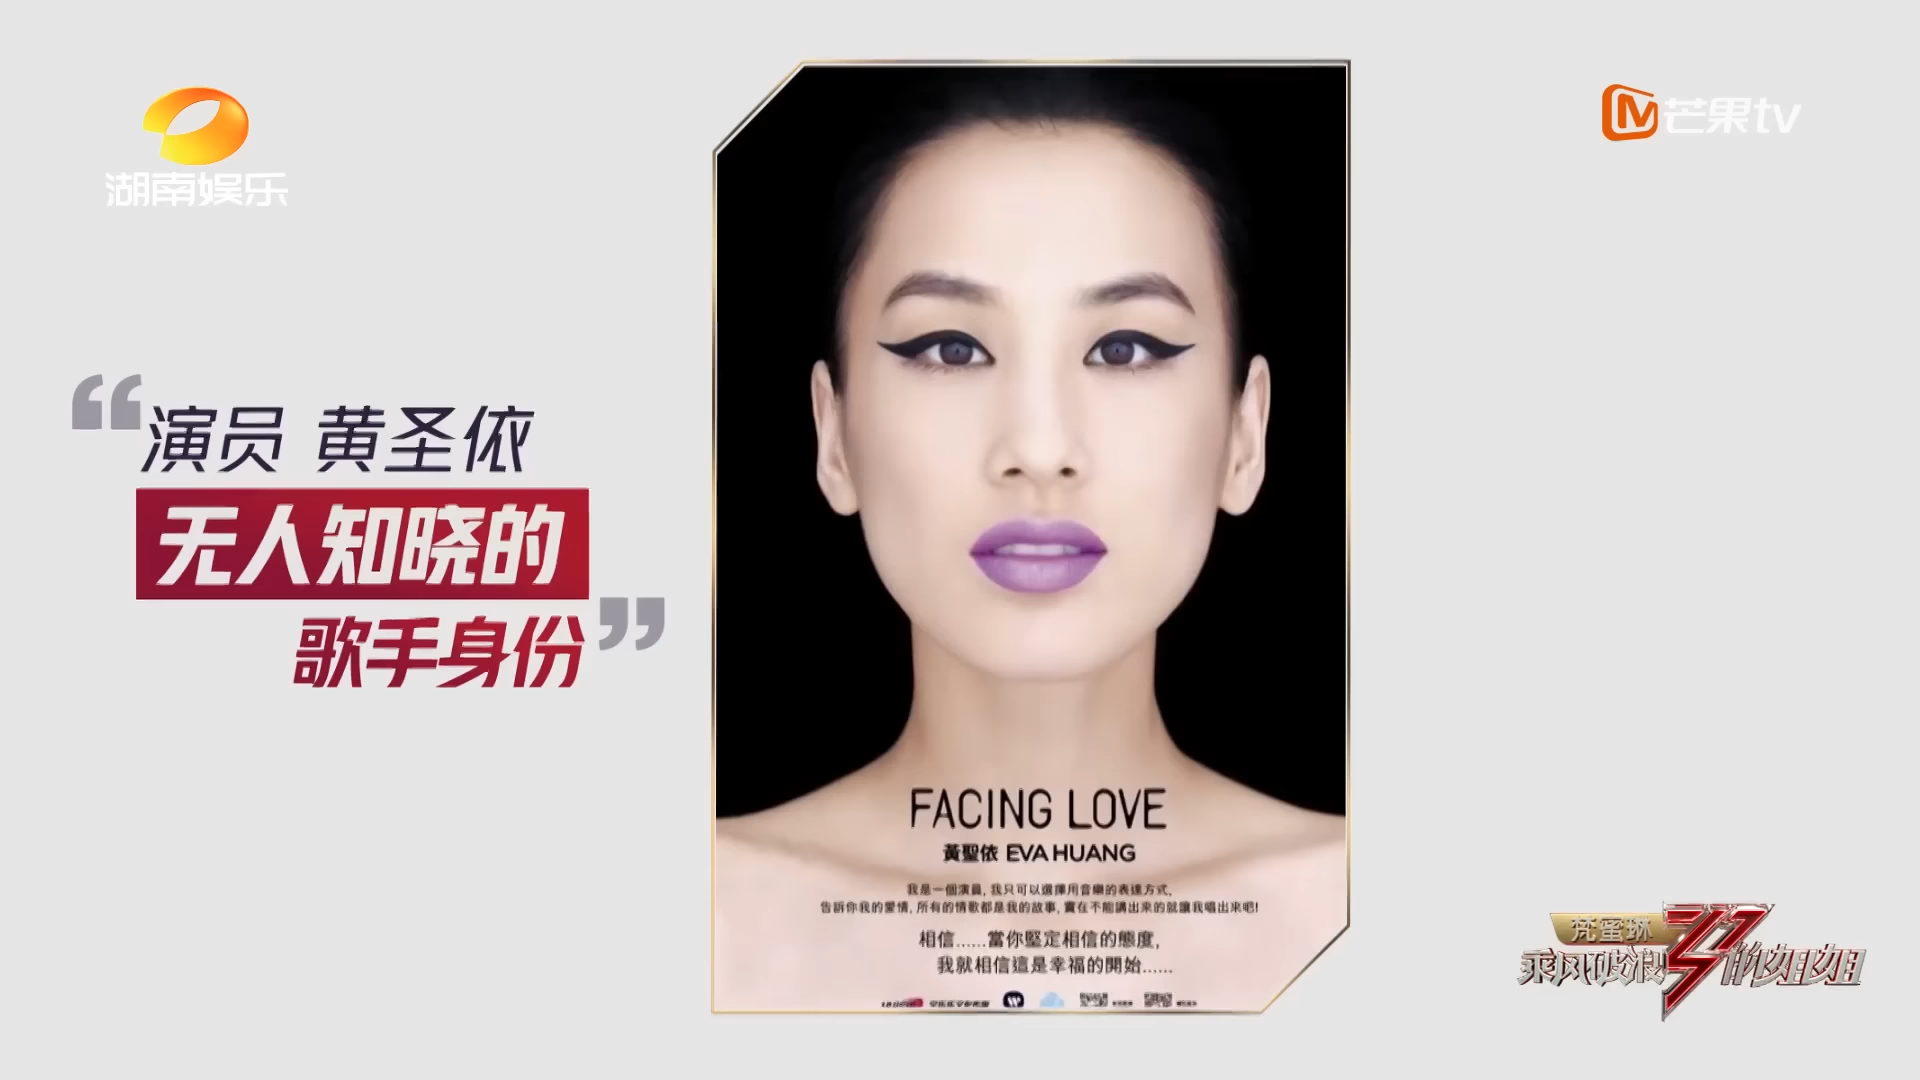 湖南娱乐
芒果tv
演员 黄圣依
无人知晓的
歌手身份
FACING LOVE
黃聖依 EVA HUANG
我是一個演員, 我只可以選擇用音樂的表達方式,
告訴你我的愛情, 所有的情歌都是我的故事, 實在不能講出来的就讓我唱出来吧!
相信……當你堅定相信的態度,
我就相信這是幸福的開始……
梵蜜琳
乘风破浪的姐姐